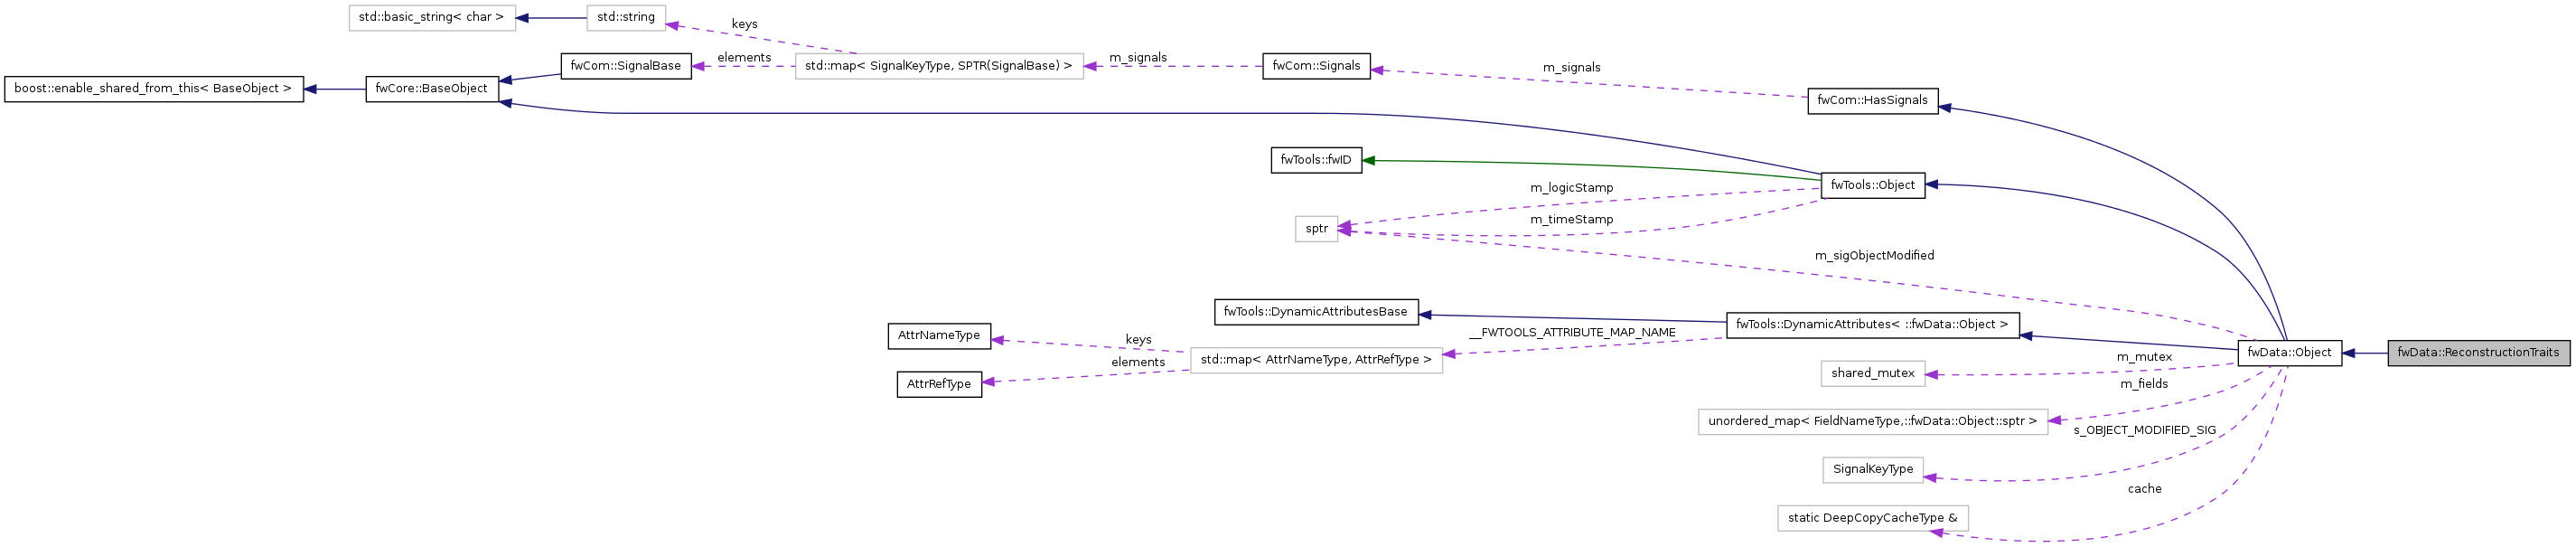 std::basic_string< char >
std::string
keys
elements
std::map< SignalKeyType, SPTR(SignalBase) >
m_signals
fwCom::Signals
m_signals
fwCom::SignalBase
boost::enable_shared_from_this< BaseObject >
fwCore::BaseObject
fwCom::HasSignals
fwTools::fwID
fwTools::Object
m_logicStamp
m_timeStamp
sptr
m_sigObjectModified
fwTools::DynamicAttributesBase
fwTools::DynamicAttributes< ::fwData::Object >
__FWTOOLS_ATTRIBUTE_MAP_NAME
AttrNameType
keys
elements
std::map< AttrNameType, AttrRefType >
AttrRefType
fwData::Object
fwData::ReconstructionTraits
m_mutex
shared_mutex
m_fields
unordered_map< FieldNameType,::fwData::Object::sptr >
s_OBJECT_MODIFIED_SIG
SignalKeyType
cache
static DeepCopyCacheType &